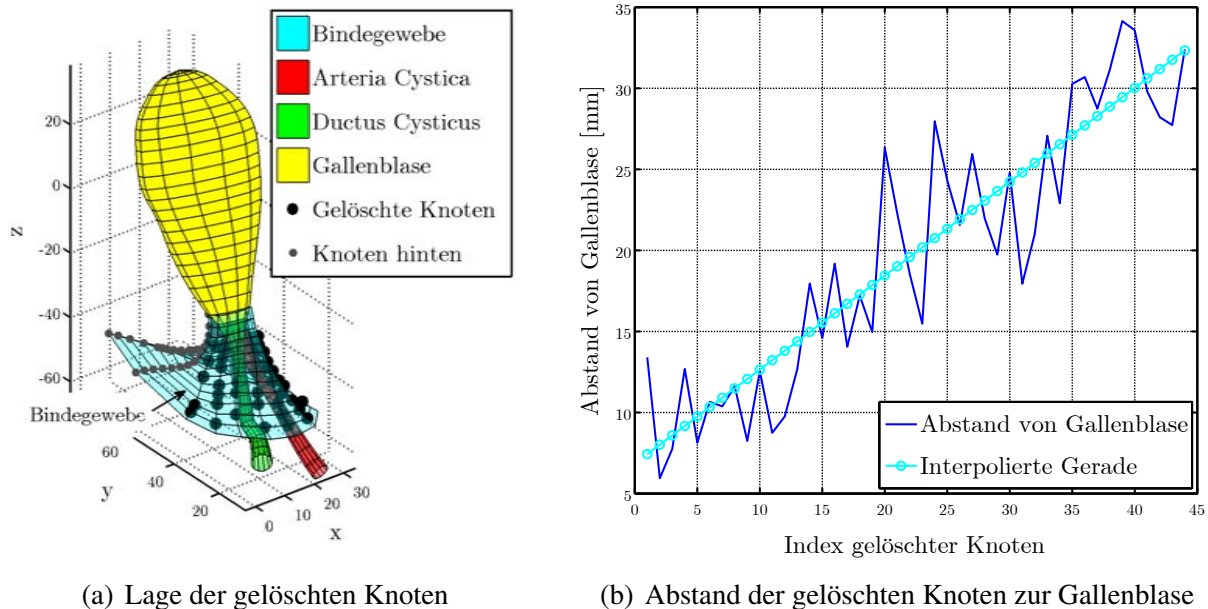 Bindegewebe
Arteria Cystica
Ductus Cysticus
Gallenblase
Gelöschte Knoten
Knoten hinten
z
20
0
-20
-40
-60
Bindegewebe
60
40
20
y
0
10
20
30
x
(a) Lage der gelöschten Knoten
Abstand von Gallenblase [mm]
35
30
25
20
15
10
5
0
5
10
15
20
25
30
35
40
45
Index gelöschter Knoten
Abstand von Gallenblase
Interpolierte Gerade
(b) Abstand der gelöschten Knoten zur Gallenblase